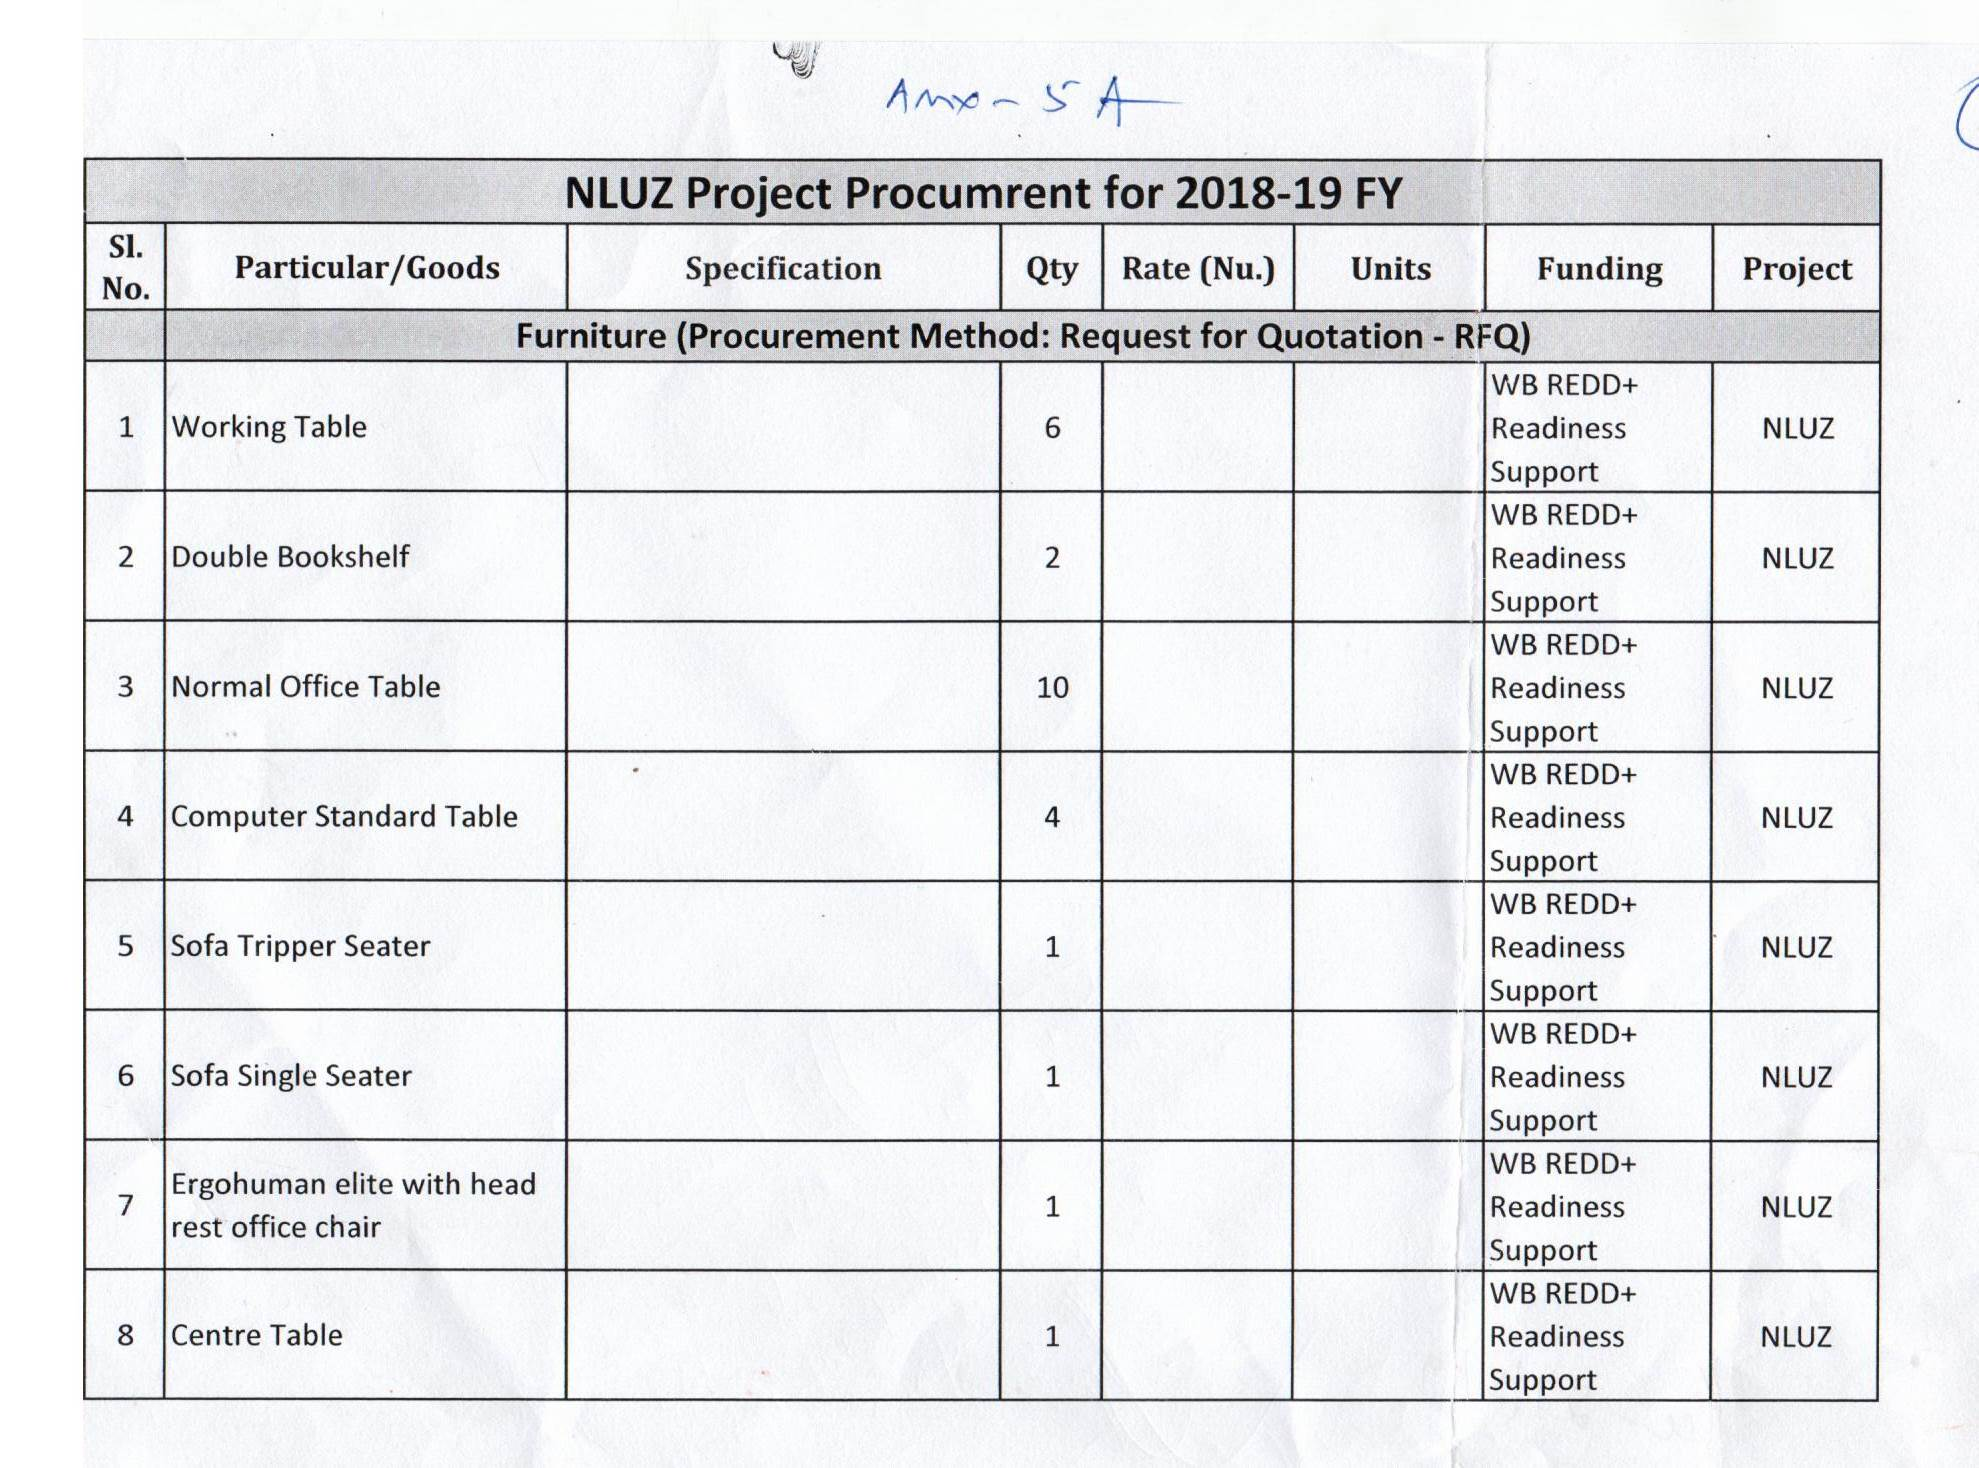 Anx - 5 A
NLUZ Project Procumrent for 2018-19 FY
Sl. No. Particular/Goods Specification Qty Rate (Nu.) Units Funding Project
Furniture (Procurement Method: Request for Quotation - RFQ)
1 Working Table 6 WB REDD+ Readiness Support NLUZ
2 Double Bookshelf 2 WB REDD+ Readiness Support NLUZ
3 Normal Office Table 10 WB REDD+ Readiness Support NLUZ
4 Computer Standard Table 4 WB REDD+ Readiness Support NLUZ
5 Sofa Tripper Seater 1 WB REDD+ Readiness Support NLUZ
6 Sofa Single Seater 1 WB REDD+ Readiness Support NLUZ
7 Ergohuman elite with head rest office chair 1 WB REDD+ Readiness Support NLUZ
8 Centre Table 1 WB REDD+ Readiness Support NLUZ